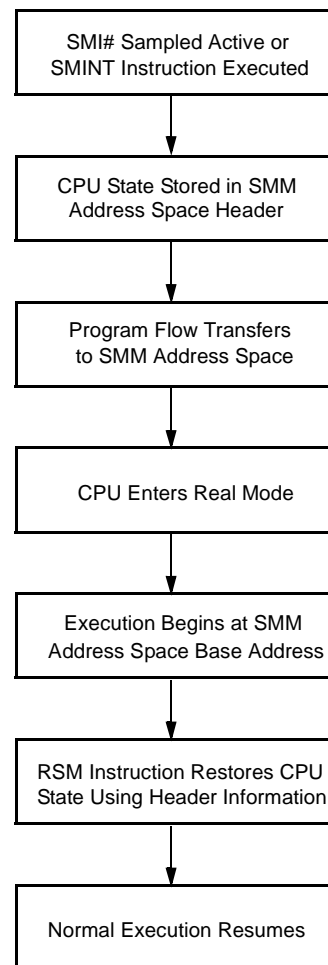 SMI# Sampled Active or
SMINT Instruction Executed
CPU State Stored in SMM
Address Space Header
Program Flow Transfers
to SMM Address Space
CPU Enters Real Mode
Execution Begins at SMM
Address Space Base Address
RSM Instruction Restores CPU
State Using Header Information
Normal Execution Resumes